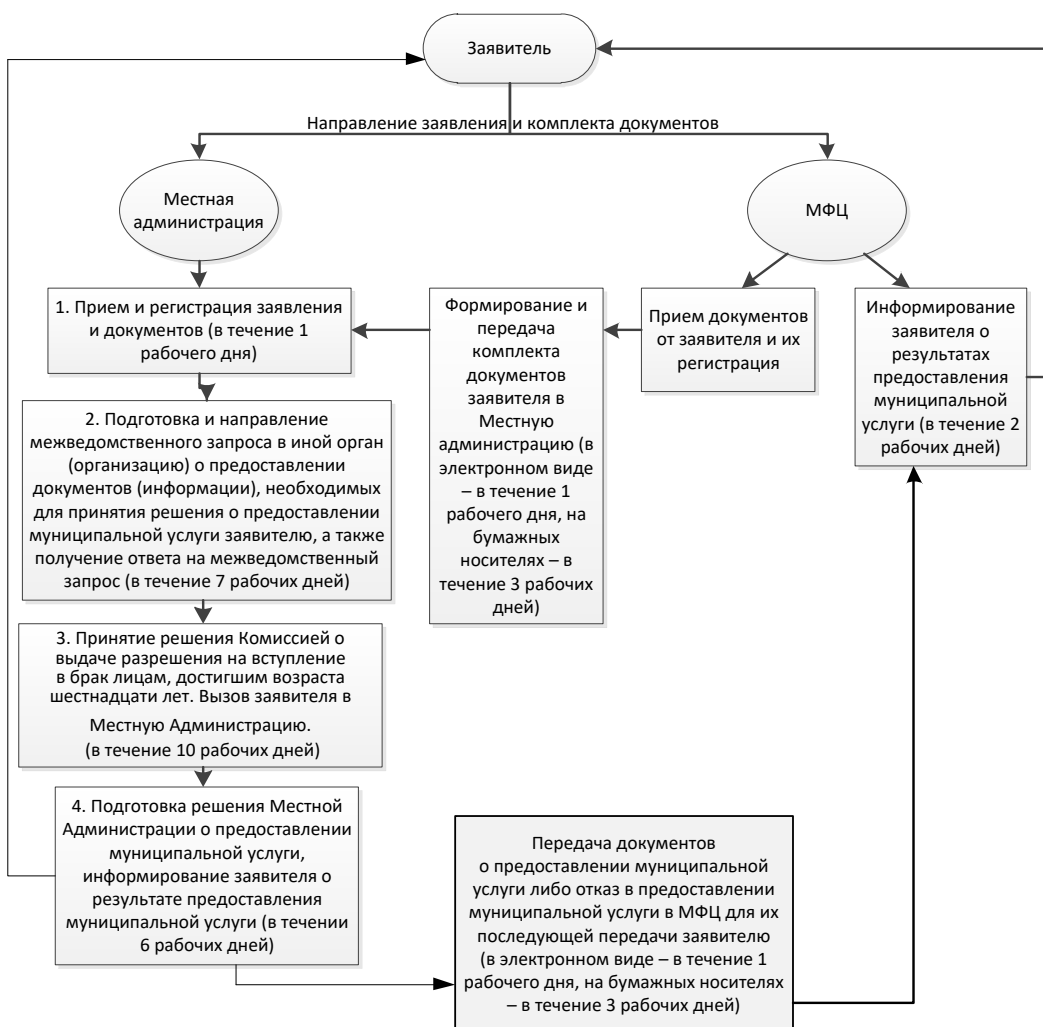 Заявитель
Направление заявления и комплекта документов
Местная
администрация
МФЦ
1. Прием и регистрация заявления
и документов (в течение 1
рабочего дня)
Формирование и
передача
комплекта
документов
заявителя в
Местную
администрацию (в
электронном виде
– в течение 1
рабочего дня, на
бумажных
носителях – в
течение 3 рабочих
дней)
Прием документов
от заявителя и их
регистрация
Информирование
заявителя о
результатах
предоставления
муниципальной
услуги (в течение 2
рабочих дней)
2. Подготовка и направление
межведомственного запроса в иной орган
(организацию) о предоставлении
документов (информации), необходимых
для принятия решения о предоставлении
муниципальной услуги заявителю, а также
получение ответа на межведомственный
запрос (в течение 7 рабочих дней)
3. Принятие решения Комиссией о
выдаче разрешения на вступление
в брак лицам, достигшим возраста
шестнадцати лет. Вызов заявителя в
Местную Администрацию.
(в течение 10 рабочих дней)
4. Подготовка решения Местной
Администрации о предоставлении
муниципальной услуги,
информирование заявителя о
результате предоставления
муниципальной услуги (в течении
6 рабочих дней)
Передача документов
о предоставлении муниципальной
услуги либо отказ в предоставлении
муниципальной услуги в МФЦ для их
последующей передачи заявителю
(в электронном виде – в течение 1
рабочего дня, на бумажных носителях
– в течение 3 рабочих дней)